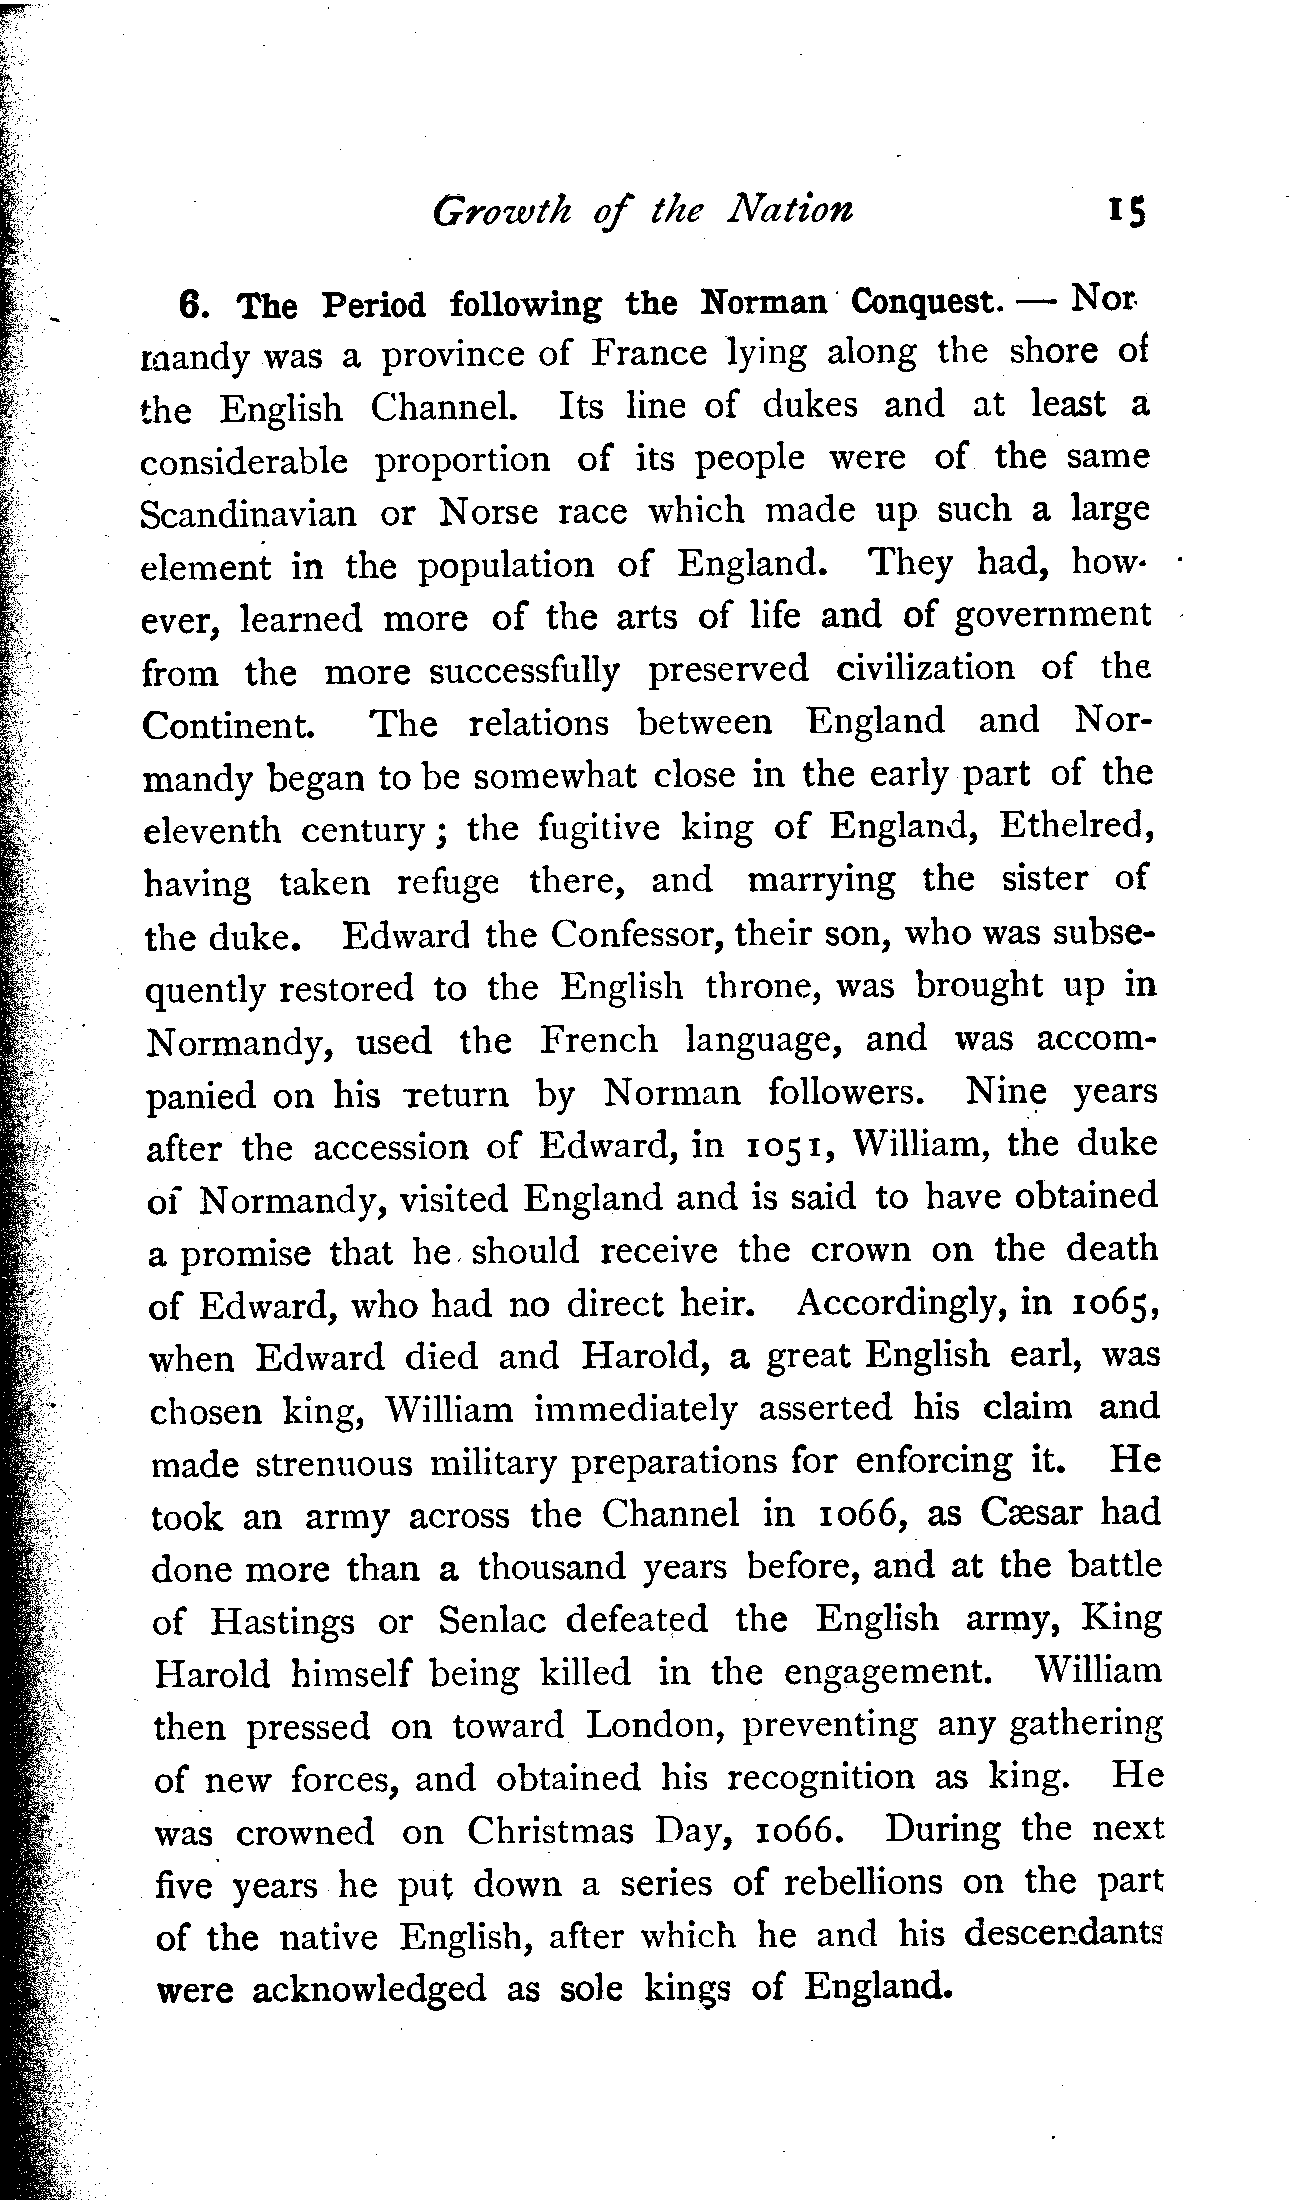 Growth of the Nation 15
6. The Period following the Norman Conquest. — Nor-
mandy was a province of France lying along the shore of
the English Channel. Its line of dukes and at least a
considerable proportion of its people were of the same
Scandinavian or Norse race which made up such a large
element in the population of England. They had, how-
ever, learned more of the arts of life and of government
from the more successfully preserved civilization of the
Continent. The relations between England and Nor-
mandy began to be somewhat close in the early part of the
eleventh century; the fugitive king of England, Ethelred,
having taken refuge there, and marrying the sister of
the duke. Edward the Confessor, their son, who was subse-
quently restored to the English throne, was brought up in
Normandy, used the French language, and was accom-
panied on his return by Norman followers. Nine years
after the accession of Edward, in 1051, William, the duke
of Normandy, visited England and is said to have obtained
a promise that he should receive the crown on the death
of Edward, who had no direct heir. Accordingly, in 1065,
when Edward died and Harold, a great English earl, was
chosen king, William immediately asserted his claim and
made strenuous military preparations for enforcing it. He
took an army across the Channel in 1066, as Cæsar had
done more than a thousand years before, and at the battle
of Hastings or Senlac defeated the English army, King
Harold himself being killed in the engagement. William
then pressed on toward London, preventing any gathering
of new forces, and obtained his recognition as king. He
was crowned on Christmas Day, 1066. During the next
five years he put down a series of rebellions on the part
of the native English, after which he and his descendants
were acknowledged as sole kings of England.